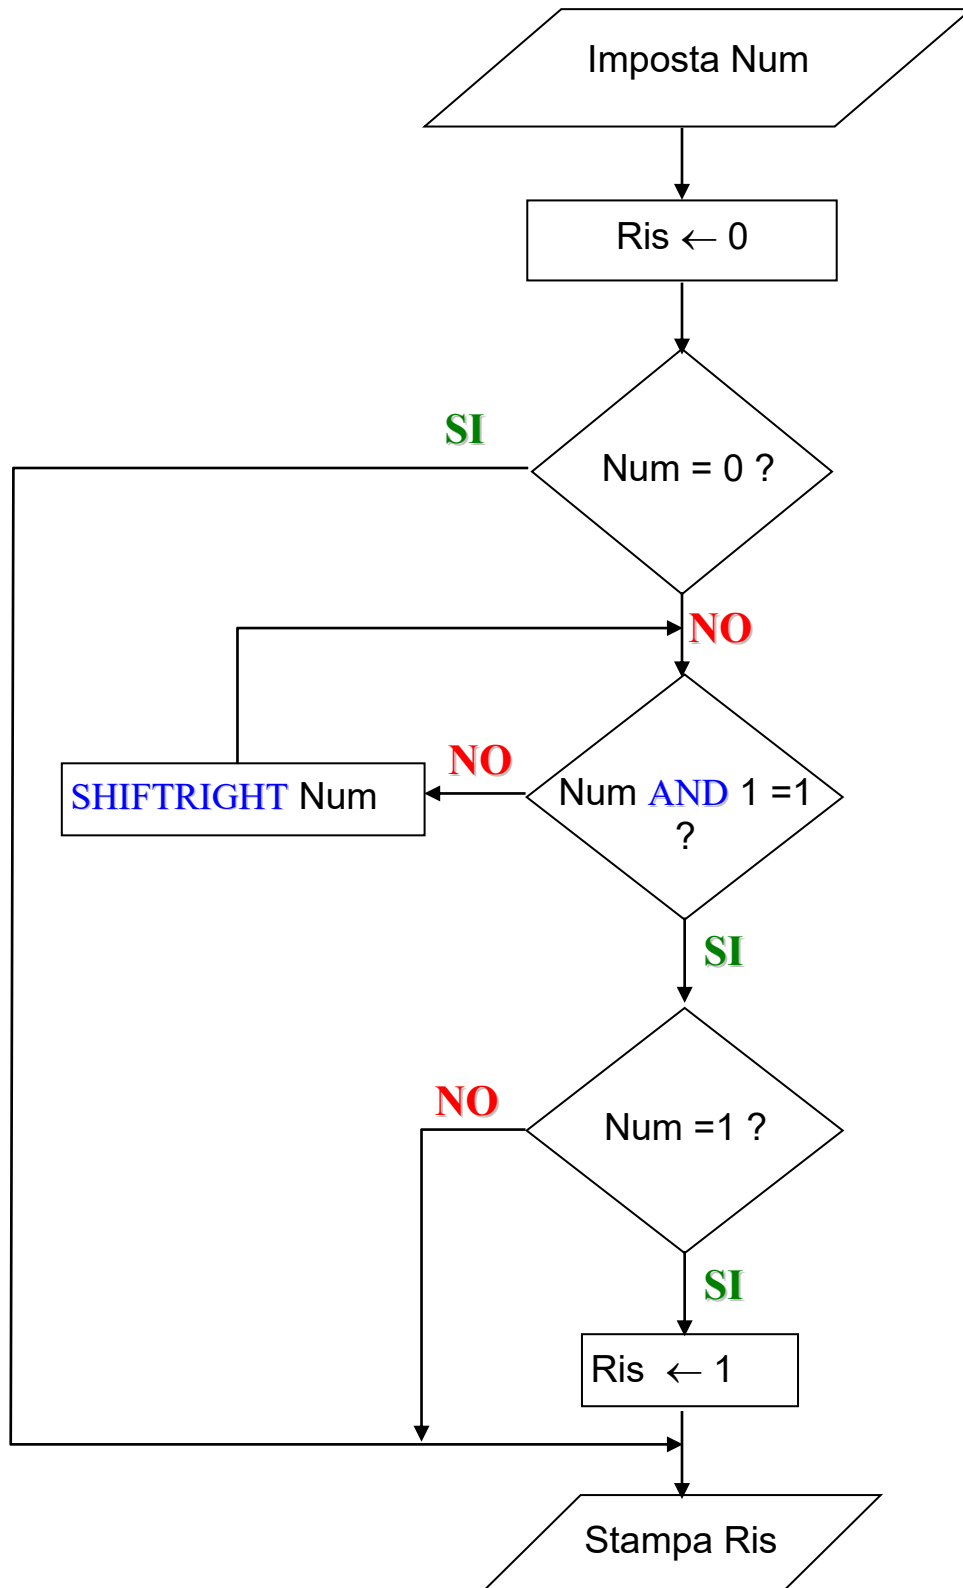 Imposta Num
Ris ← 0
SI
Num = 0 ?
NO
NO
SHIFTRIGHT Num
Num AND 1 =1
?
SI
NO
Num =1 ?
SI
Ris ← 1
Stampa Ris